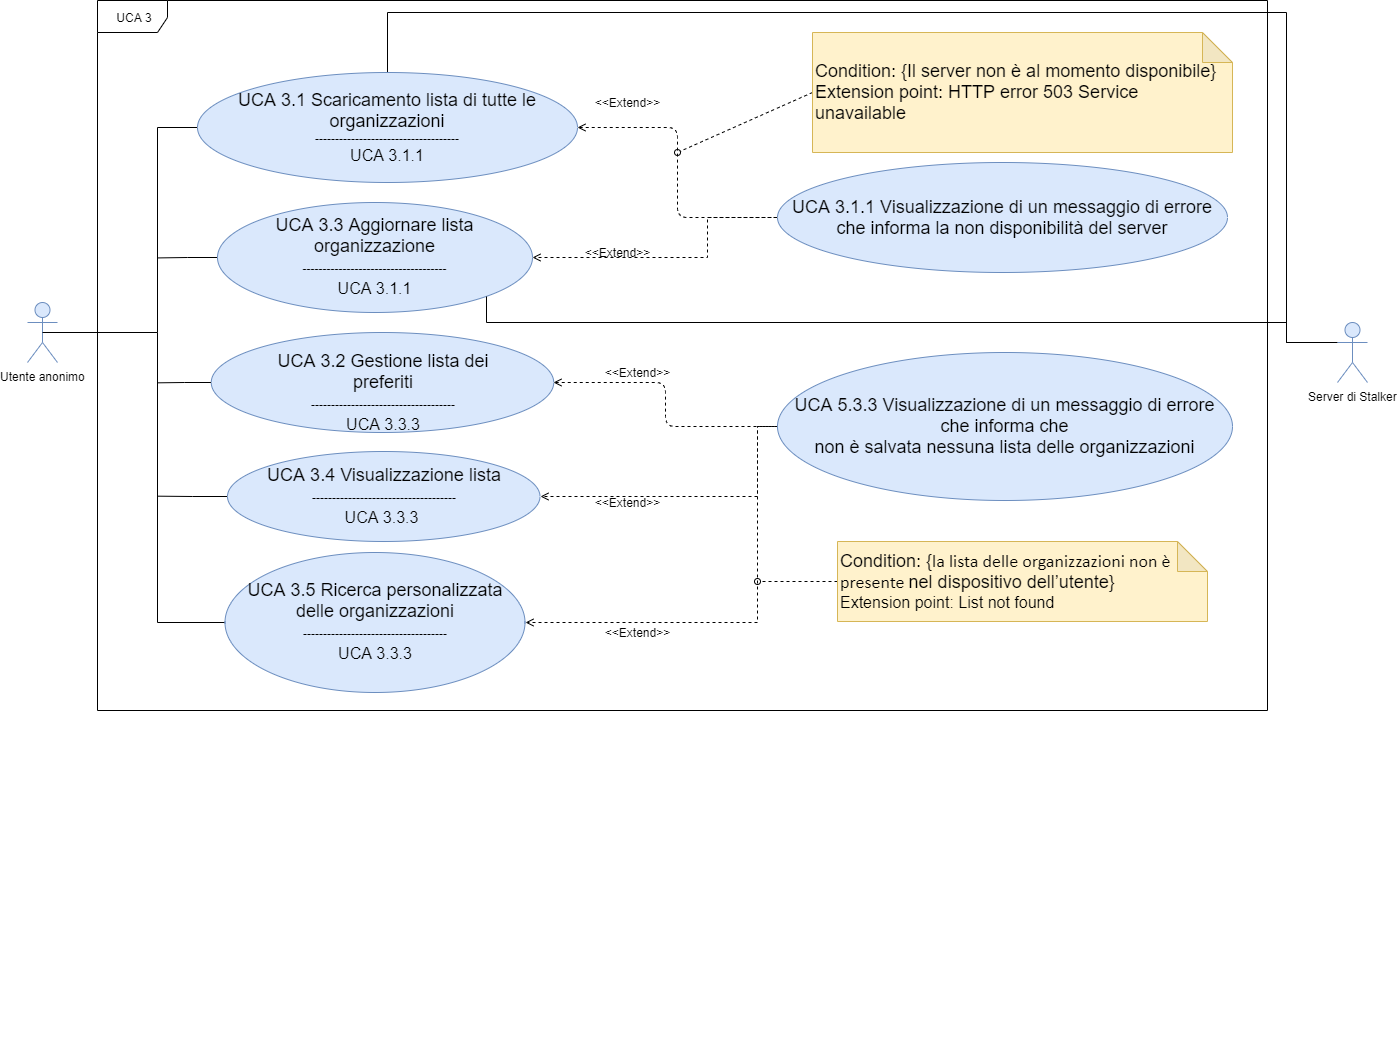 UCA 3
UCA 3.1 Scaricamento lista di tutte le
organizzazioni
------------------------------------
UCA 3.1.1
<<Extend>>
Condition: {Il server non è al momento disponibile}
Extension point: HTTP error 503 Service
unavailable
UCA 3.1.1 Visualizzazione di un messaggio di errore
che informa la non disponibilità del server
UCA 3.3 Aggiornare lista
organizzazione
------------------------------------
UCA 3.1.1
<<Extend>>
Utente anonimo
Server di Stalker
UCA 3.2 Gestione lista dei
preferiti
------------------------------------
UCA 3.3.3
<<Extend>>
UCA 5.3.3 Visualizzazione di un messaggio di errore
che informa che
non è salvata nessuna lista delle organizzazioni
UCA 3.4 Visualizzazione lista
------------------------------------
UCA 3.3.3
<<Extend>>
Condition: {la lista delle organizzazioni non è
presente nel dispositivo dell'utente}
Extension point: List not found
UCA 3.5 Ricerca personalizzata
delle organizzazioni
------------------------------------
UCA 3.3.3
<<Extend>>